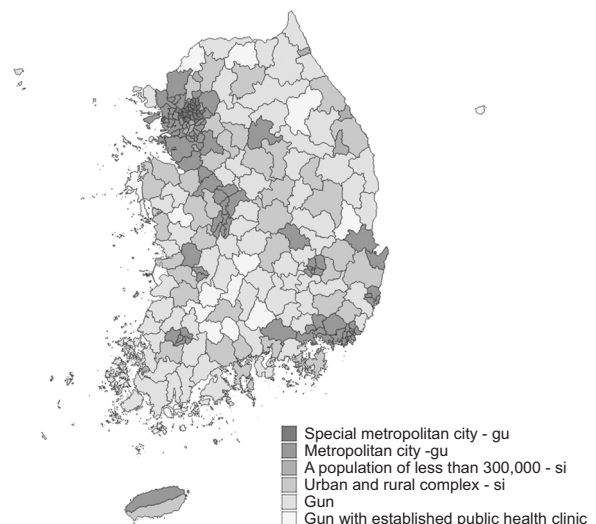 Special metropolitan city - gu
Metropolitan city -gu
A population of less than 300,000 - si
Urban and rural complex - si
Gun
Gun with established public health clinic